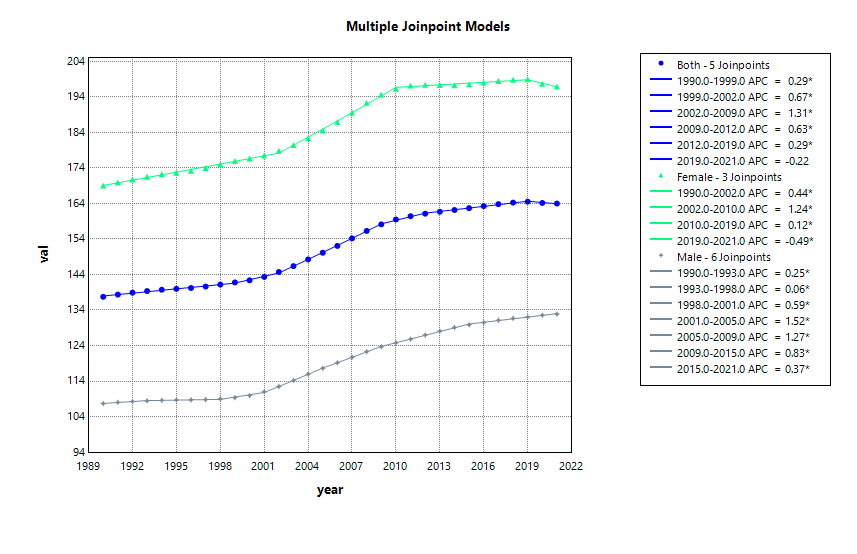 Multiple Joinpoint Models
204
194
184
174
164
154
144
134
124
114
104
94
val
1989 1992 1995 1998 2001 2004 2007 2010 2013 2016 2019 2022
year
Both - 5 Joinpoints
1990.0-1999.0 APC = 0.29*
1999.0-2002.0 APC = 0.67*
2002.0-2009.0 APC = 1.31*
2009.0-2012.0 APC = 0.63*
2012.0-2019.0 APC = 0.29*
2019.0-2021.0 APC = -0.22
Female - 3 Joinpoints
1990.0-2002.0 APC = 0.44*
2002.0-2010.0 APC = 1.24*
2010.0-2019.0 APC = 0.12*
2019.0-2021.0 APC = -0.49*
Male - 6 Joinpoints
1990.0-1993.0 APC = 0.25*
1993.0-1998.0 APC = 0.06*
1998.0-2001.0 APC = 0.59*
2001.0-2005.0 APC = 1.52*
2005.0-2009.0 APC = 1.27*
2009.0-2015.0 APC = 0.83*
2015.0-2021.0 APC = 0.37*